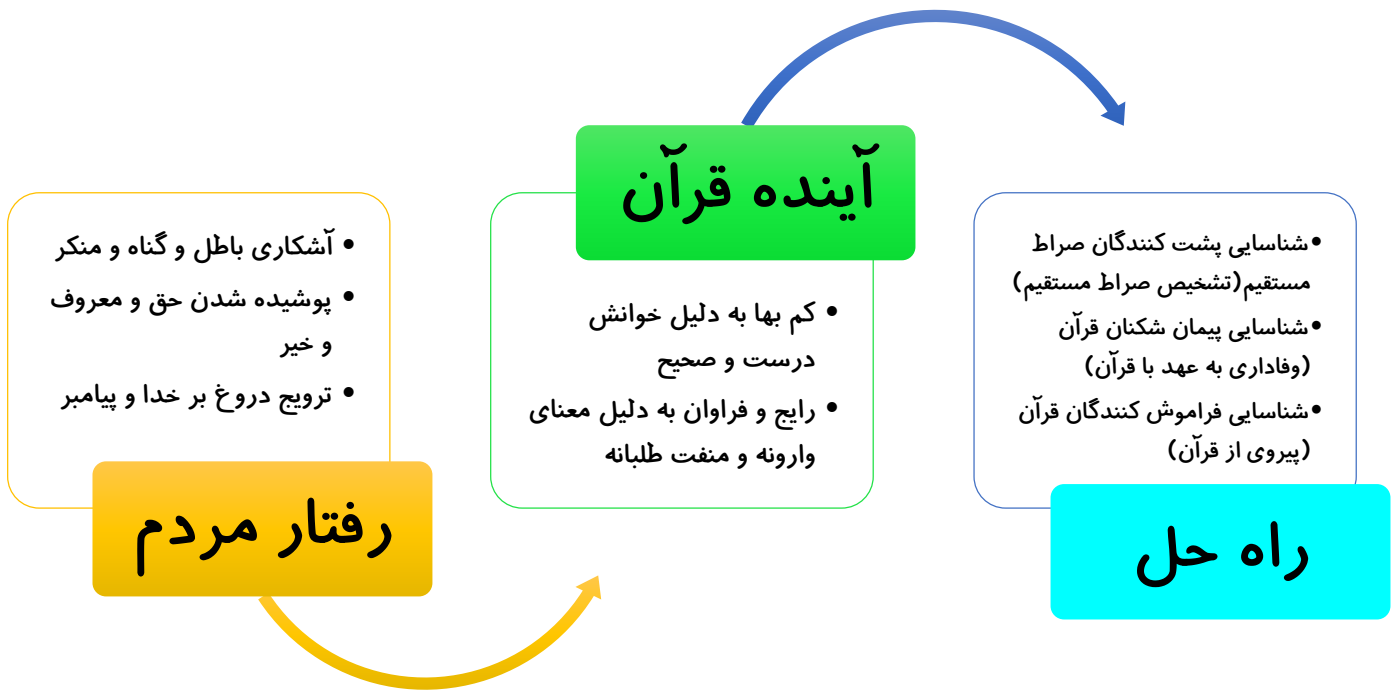 • آشکاری باطل و گناه و منکر
• پوشیده شدن حق و معروف
و خیر
• ترویج دروغ بر خدا و پیامبر
رفتار مردم
آینده قرآن
• کم بها به دلیل خوانش
درست و صحیح
• رایج و فراوان به دلیل معنای
وارونه و منفت طلبانه
•شناسایی پشت کنندگان صراط
مستقیم(تشخیص صراط مستقیم)
•شناسایی پیمان شکنان قرآن
(وفاداری به عهد با قرآن)
•شناسایی فراموش کنندگان قرآن
(پیروی از قرآن)
راه حل